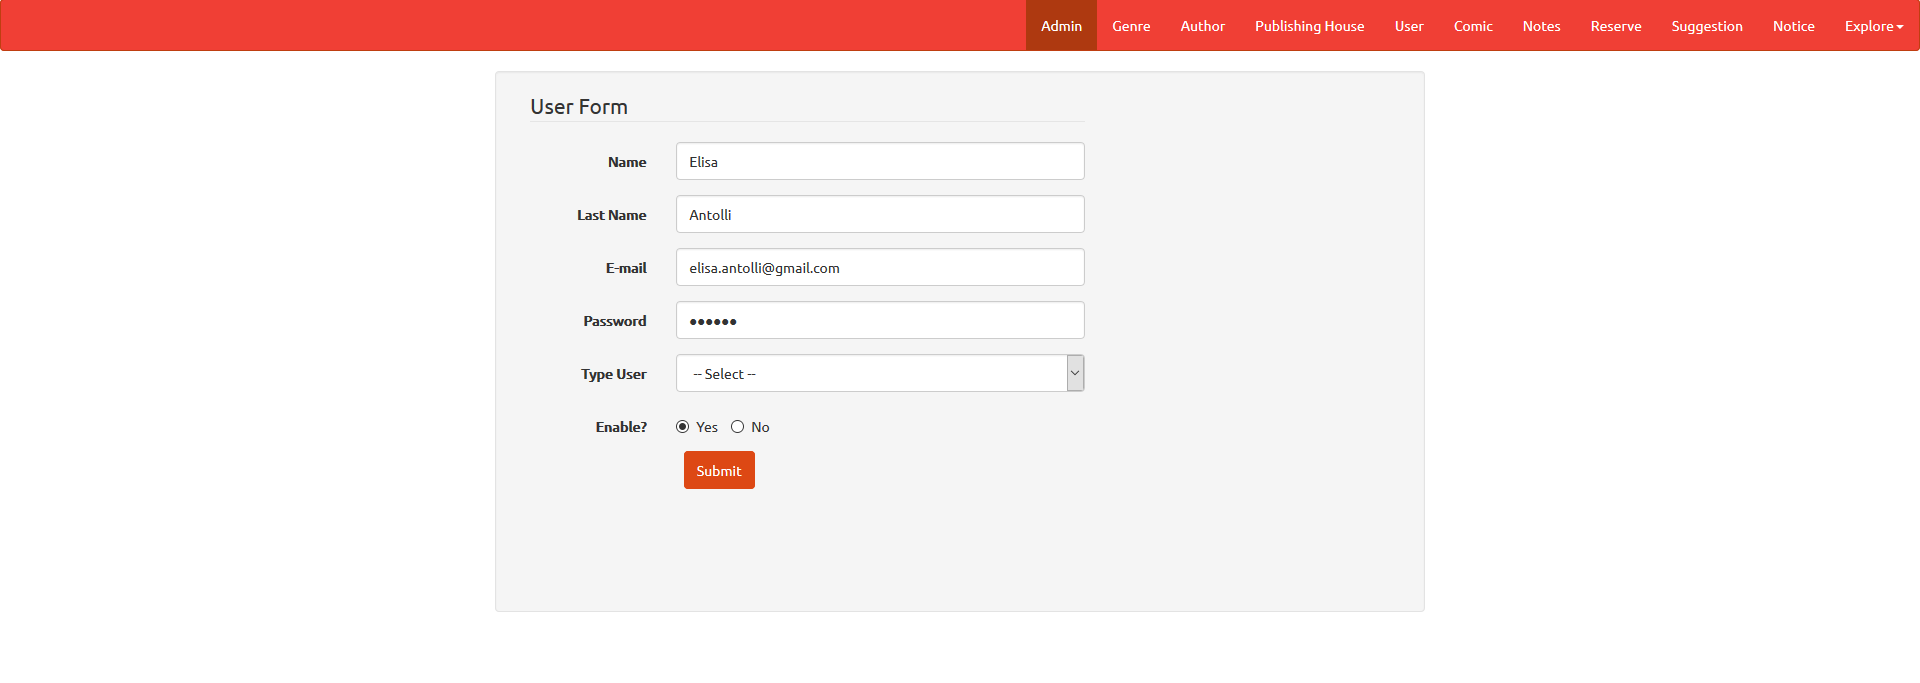 Admin Genre Author Publishing House User Comic Notes Reserve Suggestion Notice Explore
User Form
Name Elisa
Last Name Antolli
E-mail elisa.antolli@gmail.com
Password ••••••
Type User -- Select --
Enable? Yes No
Submit